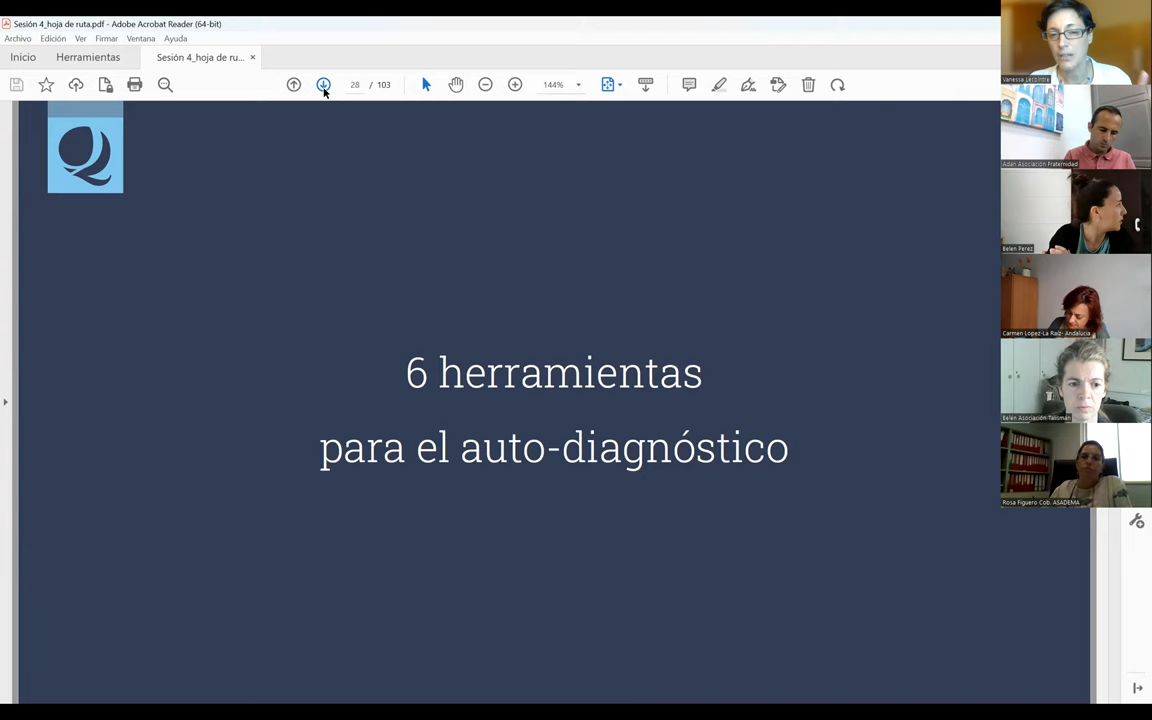 Sesión 4_hoja de ruta.pdf - Adobe Acrobat Reader (64-bit)
Archivo Edición Ver Firmar Ventana Ayuda
Inicio Herramientas Sesión 4_hoja de ru... ×
28 / 103 144%
6 herramientas
para el auto-diagnóstico
Vanessa Lecointre
Adán Asociación Fraternidad
Belen Perez
Carmen Lopez-La Raíz- Andalucia
Belén Asociación Talismán
Rosa Figuero Cob. ASADEMA